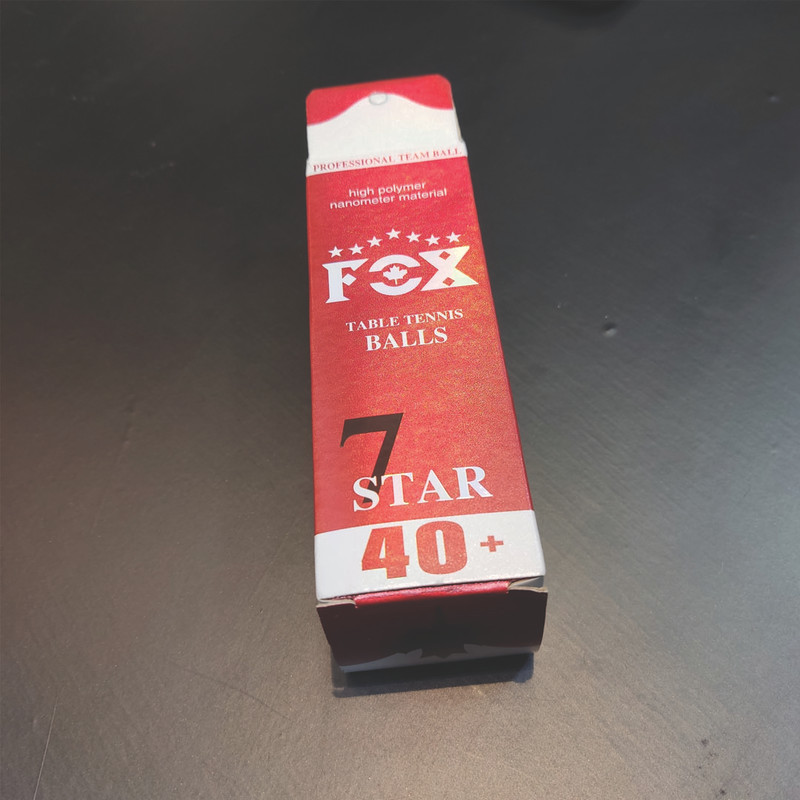 PROFESSIONAL TEAM BALL
high polymer
nanometer material
FOX
TABLE TENNIS
BALLS
7
STAR
40+